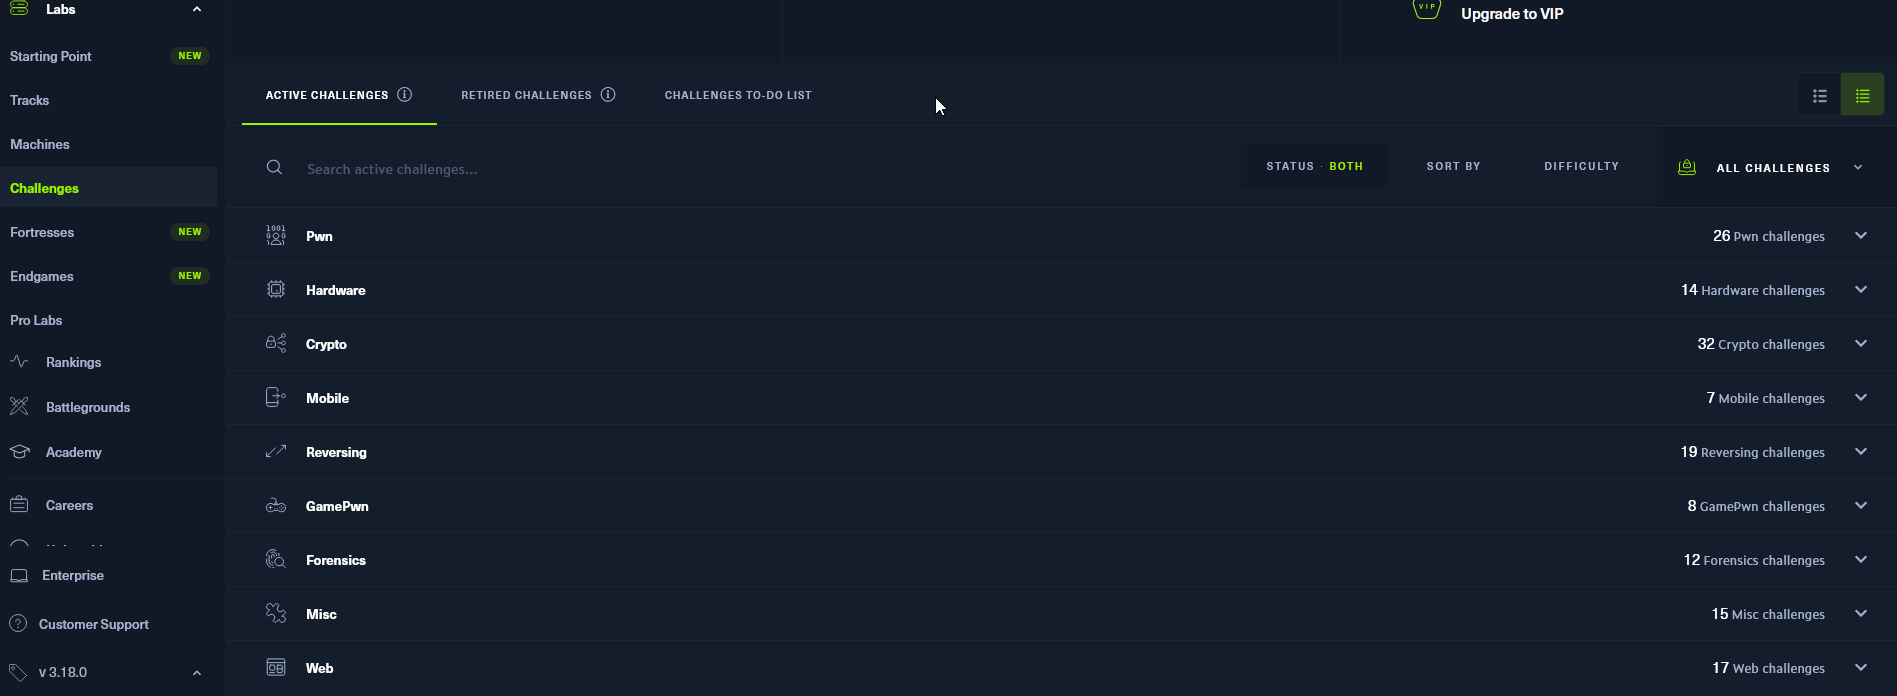 Labs
Starting Point NEW
Tracks
Machines
Challenges
Fortresses NEW
Endgames NEW
Pro Labs
Rankings
Battlegrounds
Academy
Careers
Enterprise
Customer Support
v 3.18.0
VIP
Upgrade to VIP
ACTIVE CHALLENGES RETIRED CHALLENGES CHALLENGES TO-DO LIST
Search active challenges... STATUS · BOTH SORT BY DIFFICULTY ALL CHALLENGES
Pwn 26 Pwn challenges
Hardware 14 Hardware challenges
Crypto 32 Crypto challenges
Mobile 7 Mobile challenges
Reversing 19 Reversing challenges
GamePwn 8 GamePwn challenges
Forensics 12 Forensics challenges
Misc 15 Misc challenges
Web 17 Web challenges